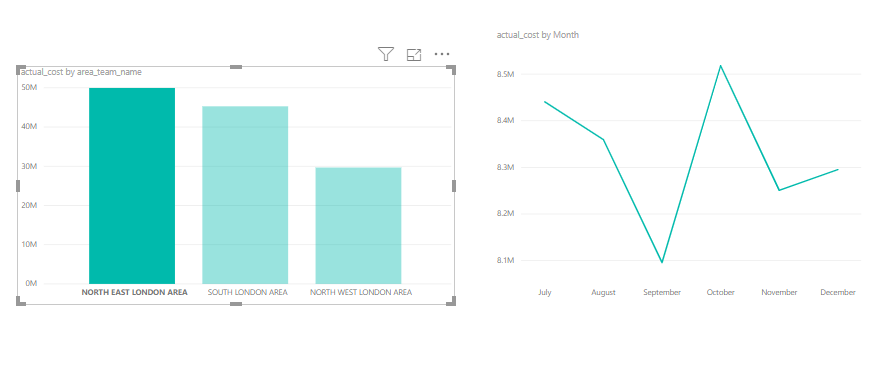 actual_cost by area_team_name
50M
40M
30M
20M
10M
0M
NORTH EAST LONDON AREA
SOUTH LONDON AREA
NORTH WEST LONDON AREA
actual_cost by Month
8.5M
8.4M
8.3M
8.2M
8.1M
July
August
September
October
November
December